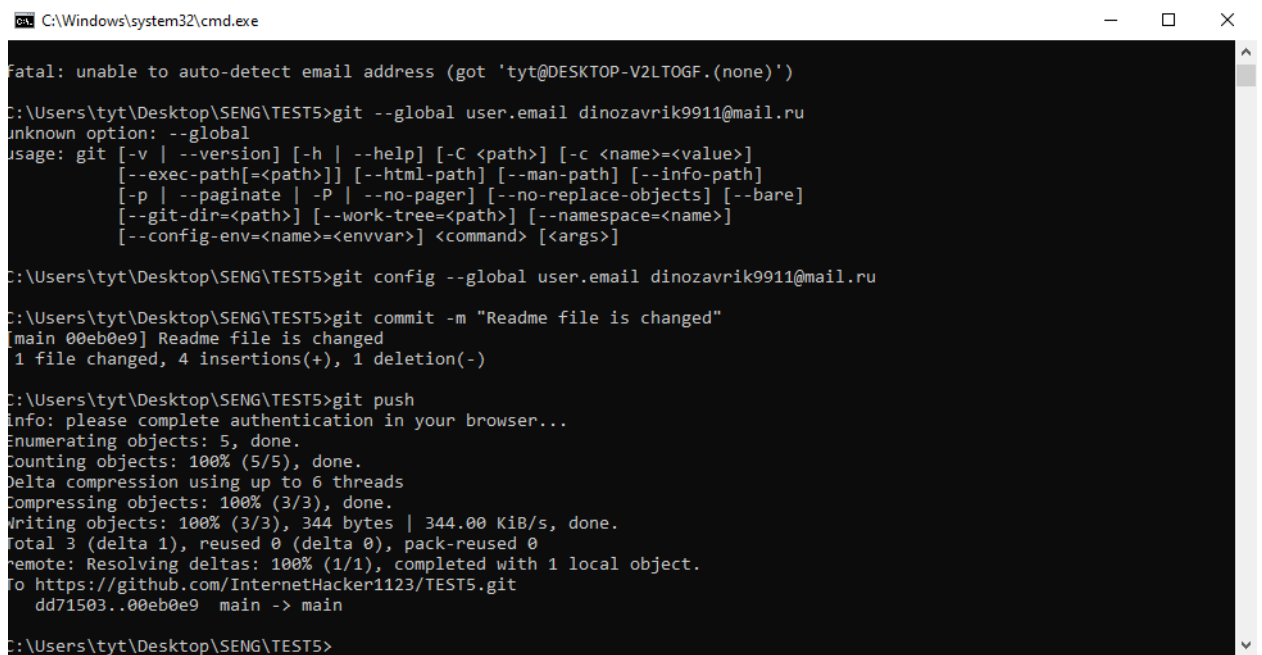 C:\Windows\system32\cmd.exe
fatal: unable to auto-detect email address (got 'tyt@DESKTOP-V2LTOGF.(none)')
C:\Users\tyt\Desktop\SENG\TEST5>git --global user.email dinozavrik9911@mail.ru
unknown option: --global
usage: git [-v | --version] [-h | --help] [-C <path>] [-c <name>=<value>]
[--exec-path[=<path>]] [--html-path] [--man-path] [--info-path]
[-p | --paginate | -P | --no-pager] [--no-replace-objects] [--bare]
[--git-dir=<path>] [--work-tree=<path>] [--namespace=<name>]
[--config-env=<name>=<envvar>] <command> [<args>]
C:\Users\tyt\Desktop\SENG\TEST5>git config --global user.email dinozavrik9911@mail.ru
C:\Users\tyt\Desktop\SENG\TEST5>git commit -m "Readme file is changed"
[main 00eb0e9] Readme file is changed
1 file changed, 4 insertions(+), 1 deletion(-)
C:\Users\tyt\Desktop\SENG\TEST5>git push
info: please complete authentication in your browser...
Enumerating objects: 5, done.
Counting objects: 100% (5/5), done.
Delta compression using up to 6 threads
Compressing objects: 100% (3/3), done.
Writing objects: 100% (3/3), 344 bytes | 344.00 KiB/s, done.
Total 3 (delta 1), reused 0 (delta 0), pack-reused 0
remote: Resolving deltas: 100% (1/1), completed with 1 local object.
To https://github.com/InternetHacker1123/TEST5.git
dd71503..00eb0e9  main -> main
C:\Users\tyt\Desktop\SENG\TEST5>